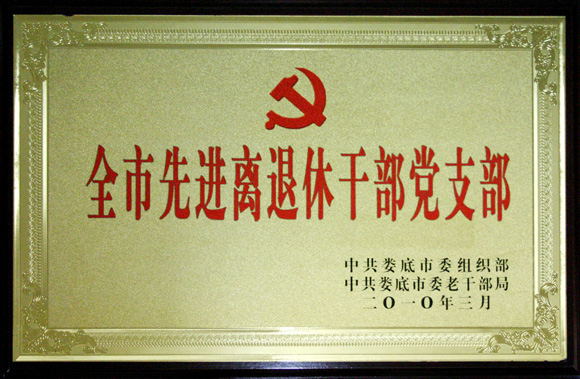 全市先进离退休干部党支部
中共娄底市委组织部
中共娄底市委老干部局
二〇一〇年三月